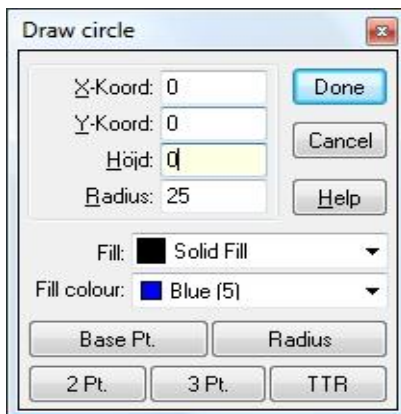 Draw circle
X-Koord: 0
Done
Y-Koord: 0
Cancel
Höjd: 0
Radius: 25
Help
Fill: Solid Fill
Fill colour: Blue (5)
Base Pt. Radius
2 Pt. 3 Pt. TTR